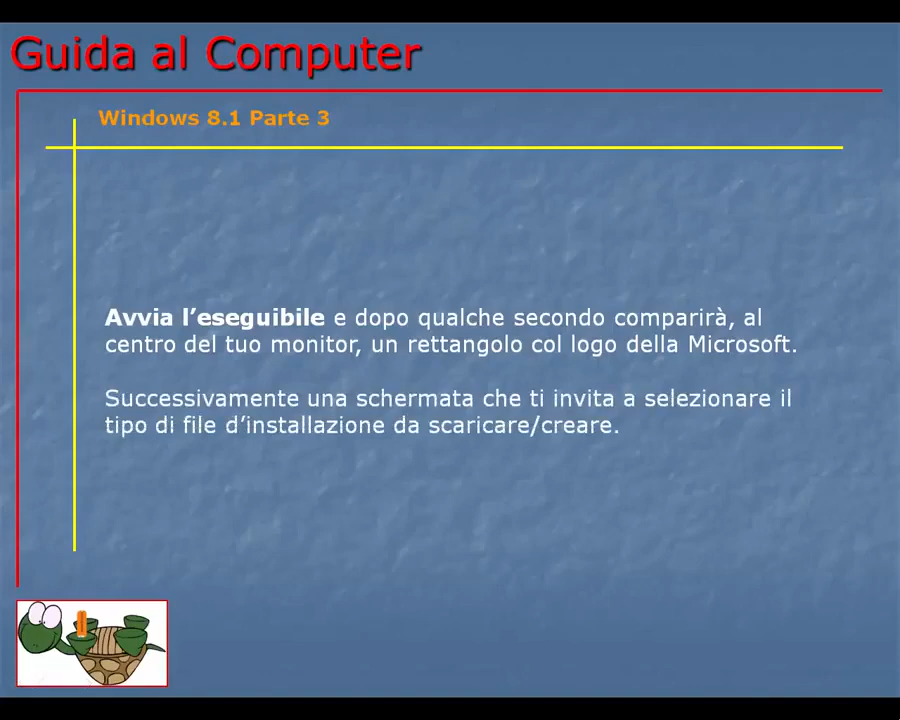 Guida al Computer
Windows 8.1 Parte 3
Avvia l’eseguibile e dopo qualche secondo comparirà, al
centro del tuo monitor, un rettangolo col logo della Microsoft.
Successivamente una schermata che ti invita a selezionare il
tipo di file d’installazione da scaricare/creare.